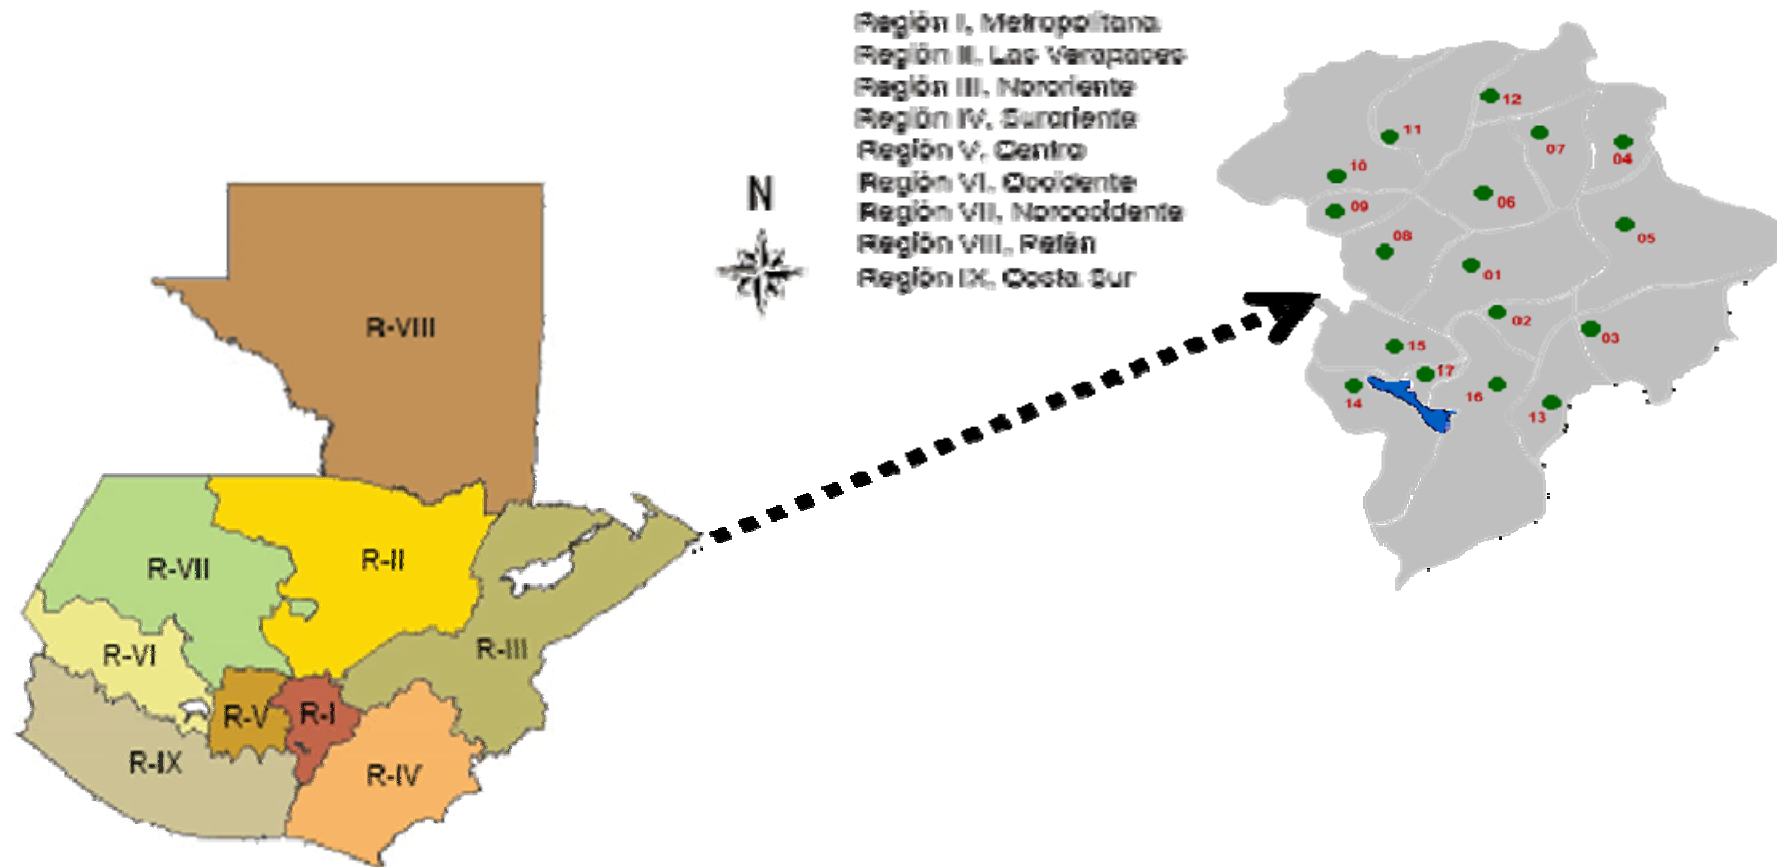 Región I, Metropolitana
Región II, Las Verapaces
Región III, Nororiente
Región IV, Suroriente
Región V, Centro
Región VI, Occidente
Región VII, Noroccidente
Región VIII, Petén
Región IX, Costa Sur
N
R-VIII
R-VII
R-II
R-VI
R-III
R-V
R-I
R-IX
R-IV
12
11
07
04
10
09
06
05
08
01
02
03
15
17
14
16
13